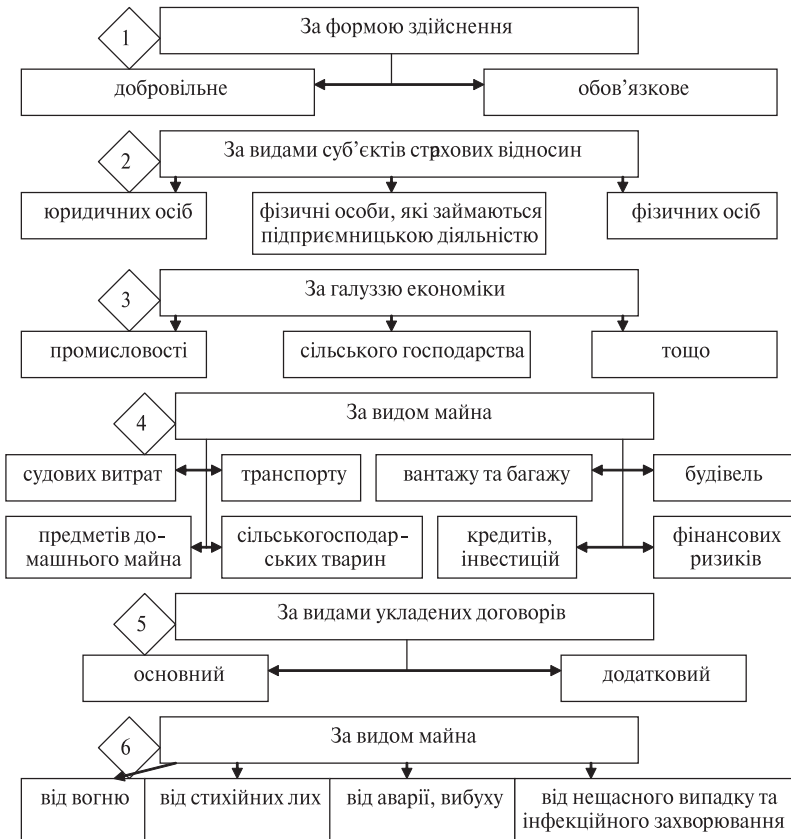 1
За формою здійснення
добровільне
обов’язкове
2
За видами суб’єктів страхових відносин
юридичних осіб
фізичні особи, які займаються
підприємницькою діяльністю
фізичних осіб
3
За галуззю економіки
промисловості
сільського господарства
тощо
4
За видом майна
судових витрат
транспорту
вантажу та багажу
будівель
предметів до-
машнього майна
сільськогосподар-
ських тварин
кредитів,
інвестицій
фінансових
ризиків
5
За видами укладених договорів
основний
додатковий
6
За видом майна
від вогню
від стихійних лих
від аварії, вибуху
від нещасного випадку та
інфекційного захворювання